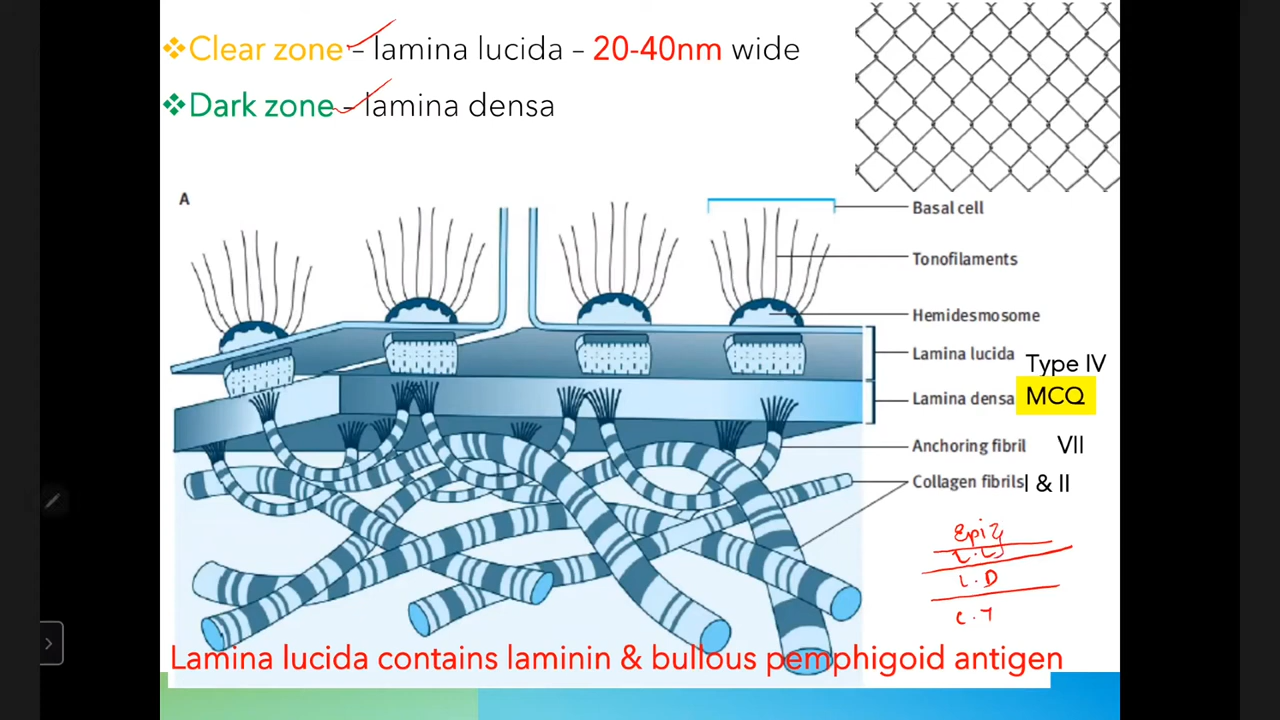 ❖Clear zone – lamina lucida – 20-40nm wide
❖Dark zone – lamina densa
A
Basal cell
Tonofilaments
Hemidesmosome
Lamina lucida Type IV
Lamina densa MCQ
Anchoring fibril VII
Collagen fibrils I & II
L.D
C.T
Lamina lucida contains laminin & bullous pemphigoid antigen